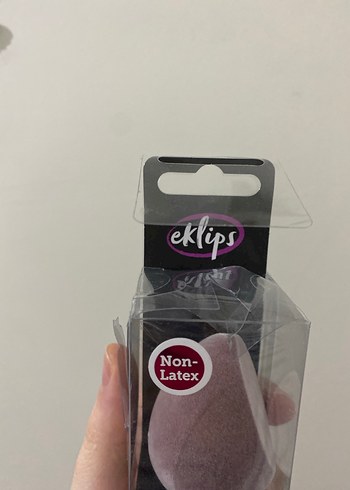 eklips
Non-
Latex